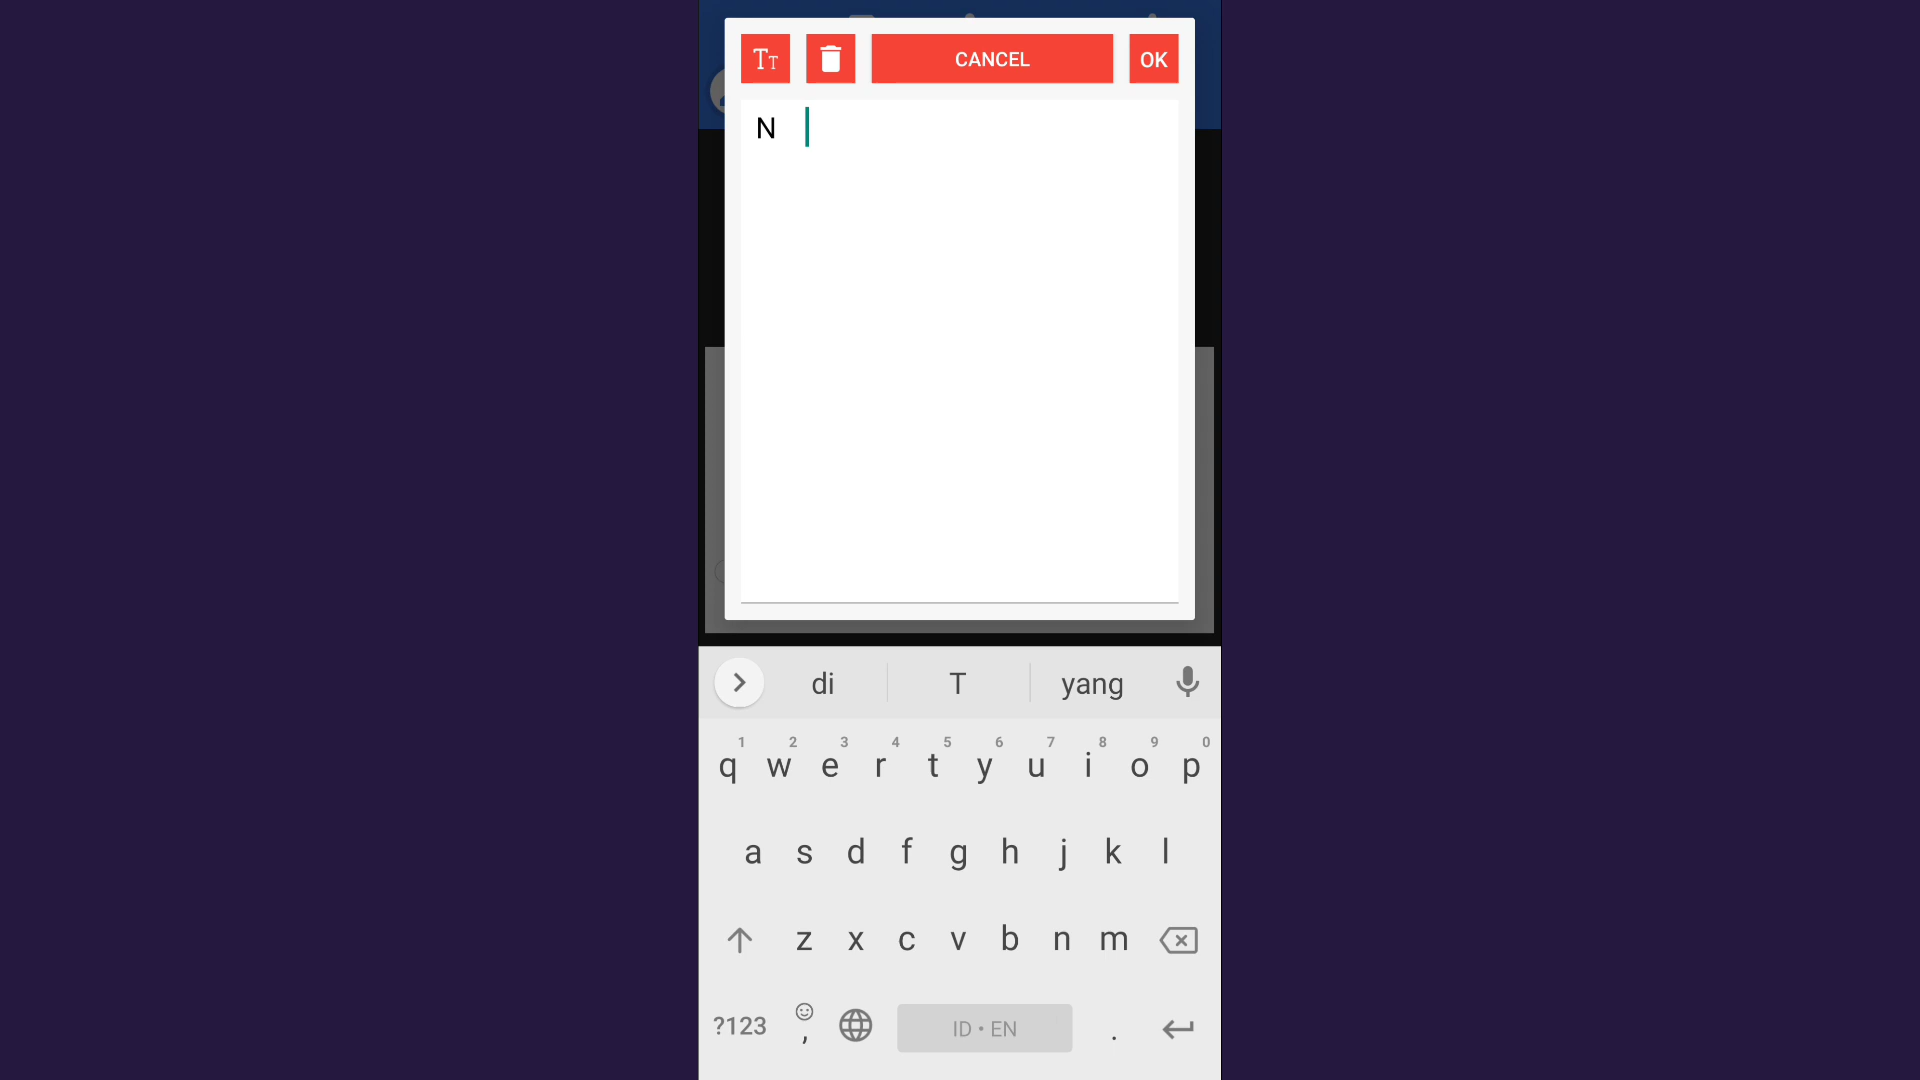 Tт CANCEL OK
N
di T yang
1 2 3 4 5 6 7 8 9 0
q w e r t y u i o p
a s d f g h j k l
z x c v b n m
?123 , ID • EN .